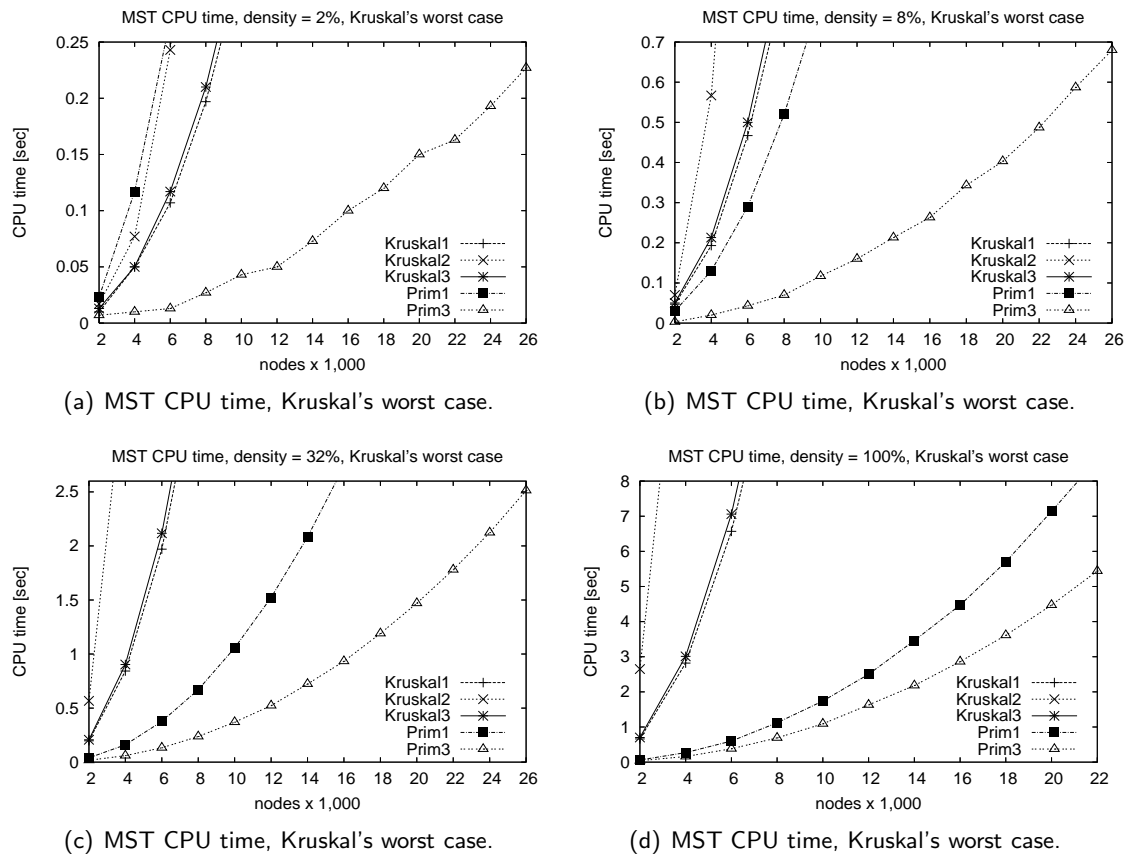 MST CPU time, density = 2%, Kruskal's worst case
0.25
0.2
0.15
0.1
0.05
0
CPU time [sec]
Kruskal1
Kruskal2
Kruskal3
Prim1
Prim3
2 4 6 8 10 12 14 16 18 20 22 24 26
nodes x 1,000
(a) MST CPU time, Kruskal's worst case.
MST CPU time, density = 8%, Kruskal's worst case
0.7
0.6
0.5
0.4
0.3
0.2
0.1
0
CPU time [sec]
Kruskal1
Kruskal2
Kruskal3
Prim1
Prim3
2 4 6 8 10 12 14 16 18 20 22 24 26
nodes x 1,000
(b) MST CPU time, Kruskal's worst case.
MST CPU time, density = 32%, Kruskal's worst case
2.5
2
1.5
1
0.5
0
CPU time [sec]
Kruskal1
Kruskal2
Kruskal3
Prim1
Prim3
2 4 6 8 10 12 14 16 18 20 22 24 26
nodes x 1,000
(c) MST CPU time, Kruskal's worst case.
MST CPU time, density = 100%, Kruskal's worst case
8
7
6
5
4
3
2
1
0
CPU time [sec]
Kruskal1
Kruskal2
Kruskal3
Prim1
Prim3
2 4 6 8 10 12 14 16 18 20 22
nodes x 1,000
(d) MST CPU time, Kruskal's worst case.